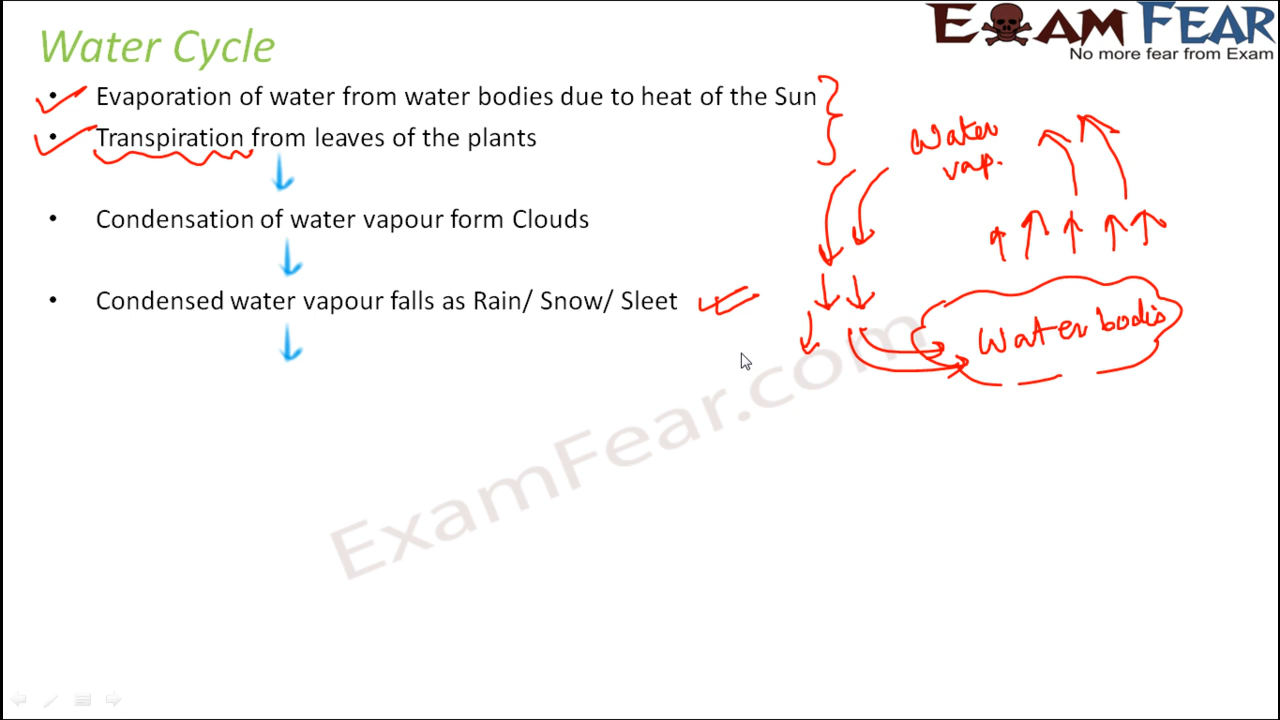 Water Cycle
EXAM FEAR
No more fear from Exam
• Evaporation of water from water bodies due to heat of the Sun
• Transpiration from leaves of the plants
Water
vap.
• Condensation of water vapour form Clouds
• Condensed water vapour falls as Rain/ Snow/ Sleet
Water bodis
ExamFear.com